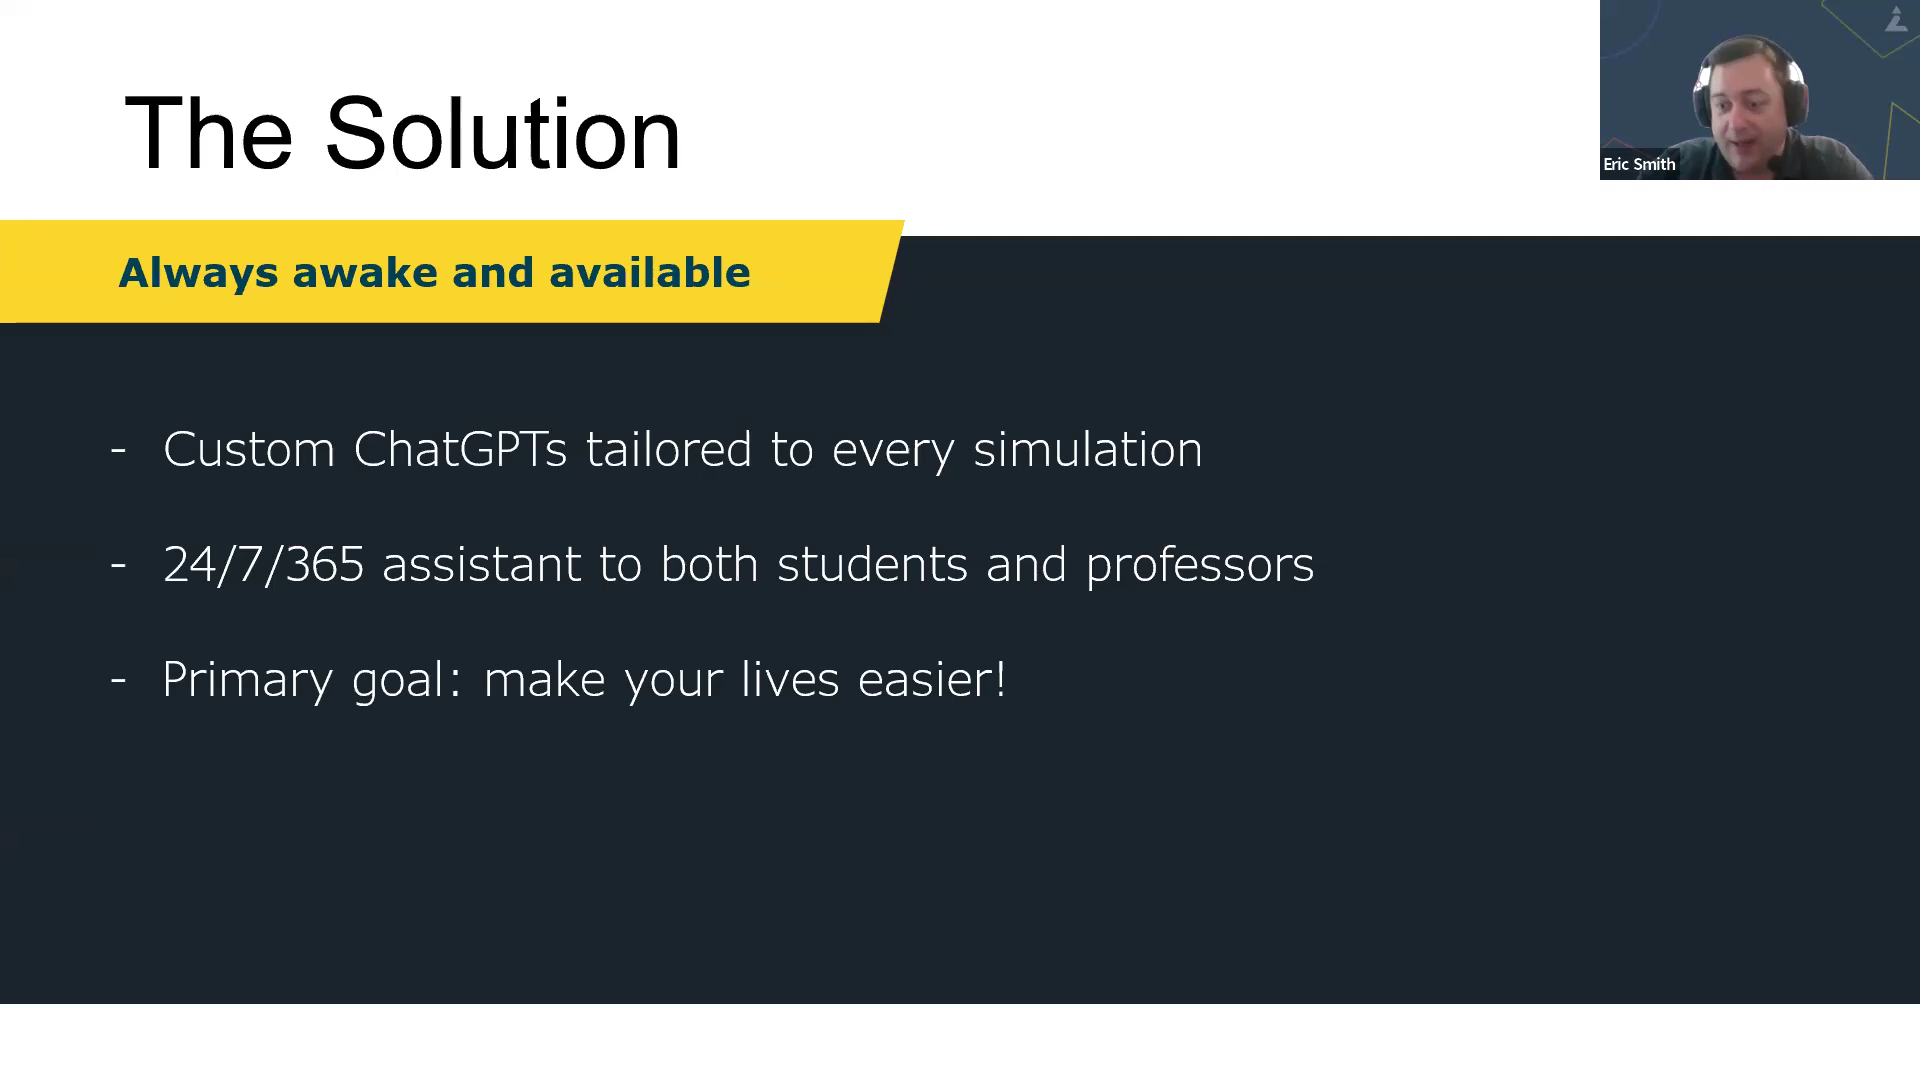 The Solution
Eric Smith
Always awake and available
- Custom ChatGPTs tailored to every simulation
- 24/7/365 assistant to both students and professors
- Primary goal: make your lives easier!